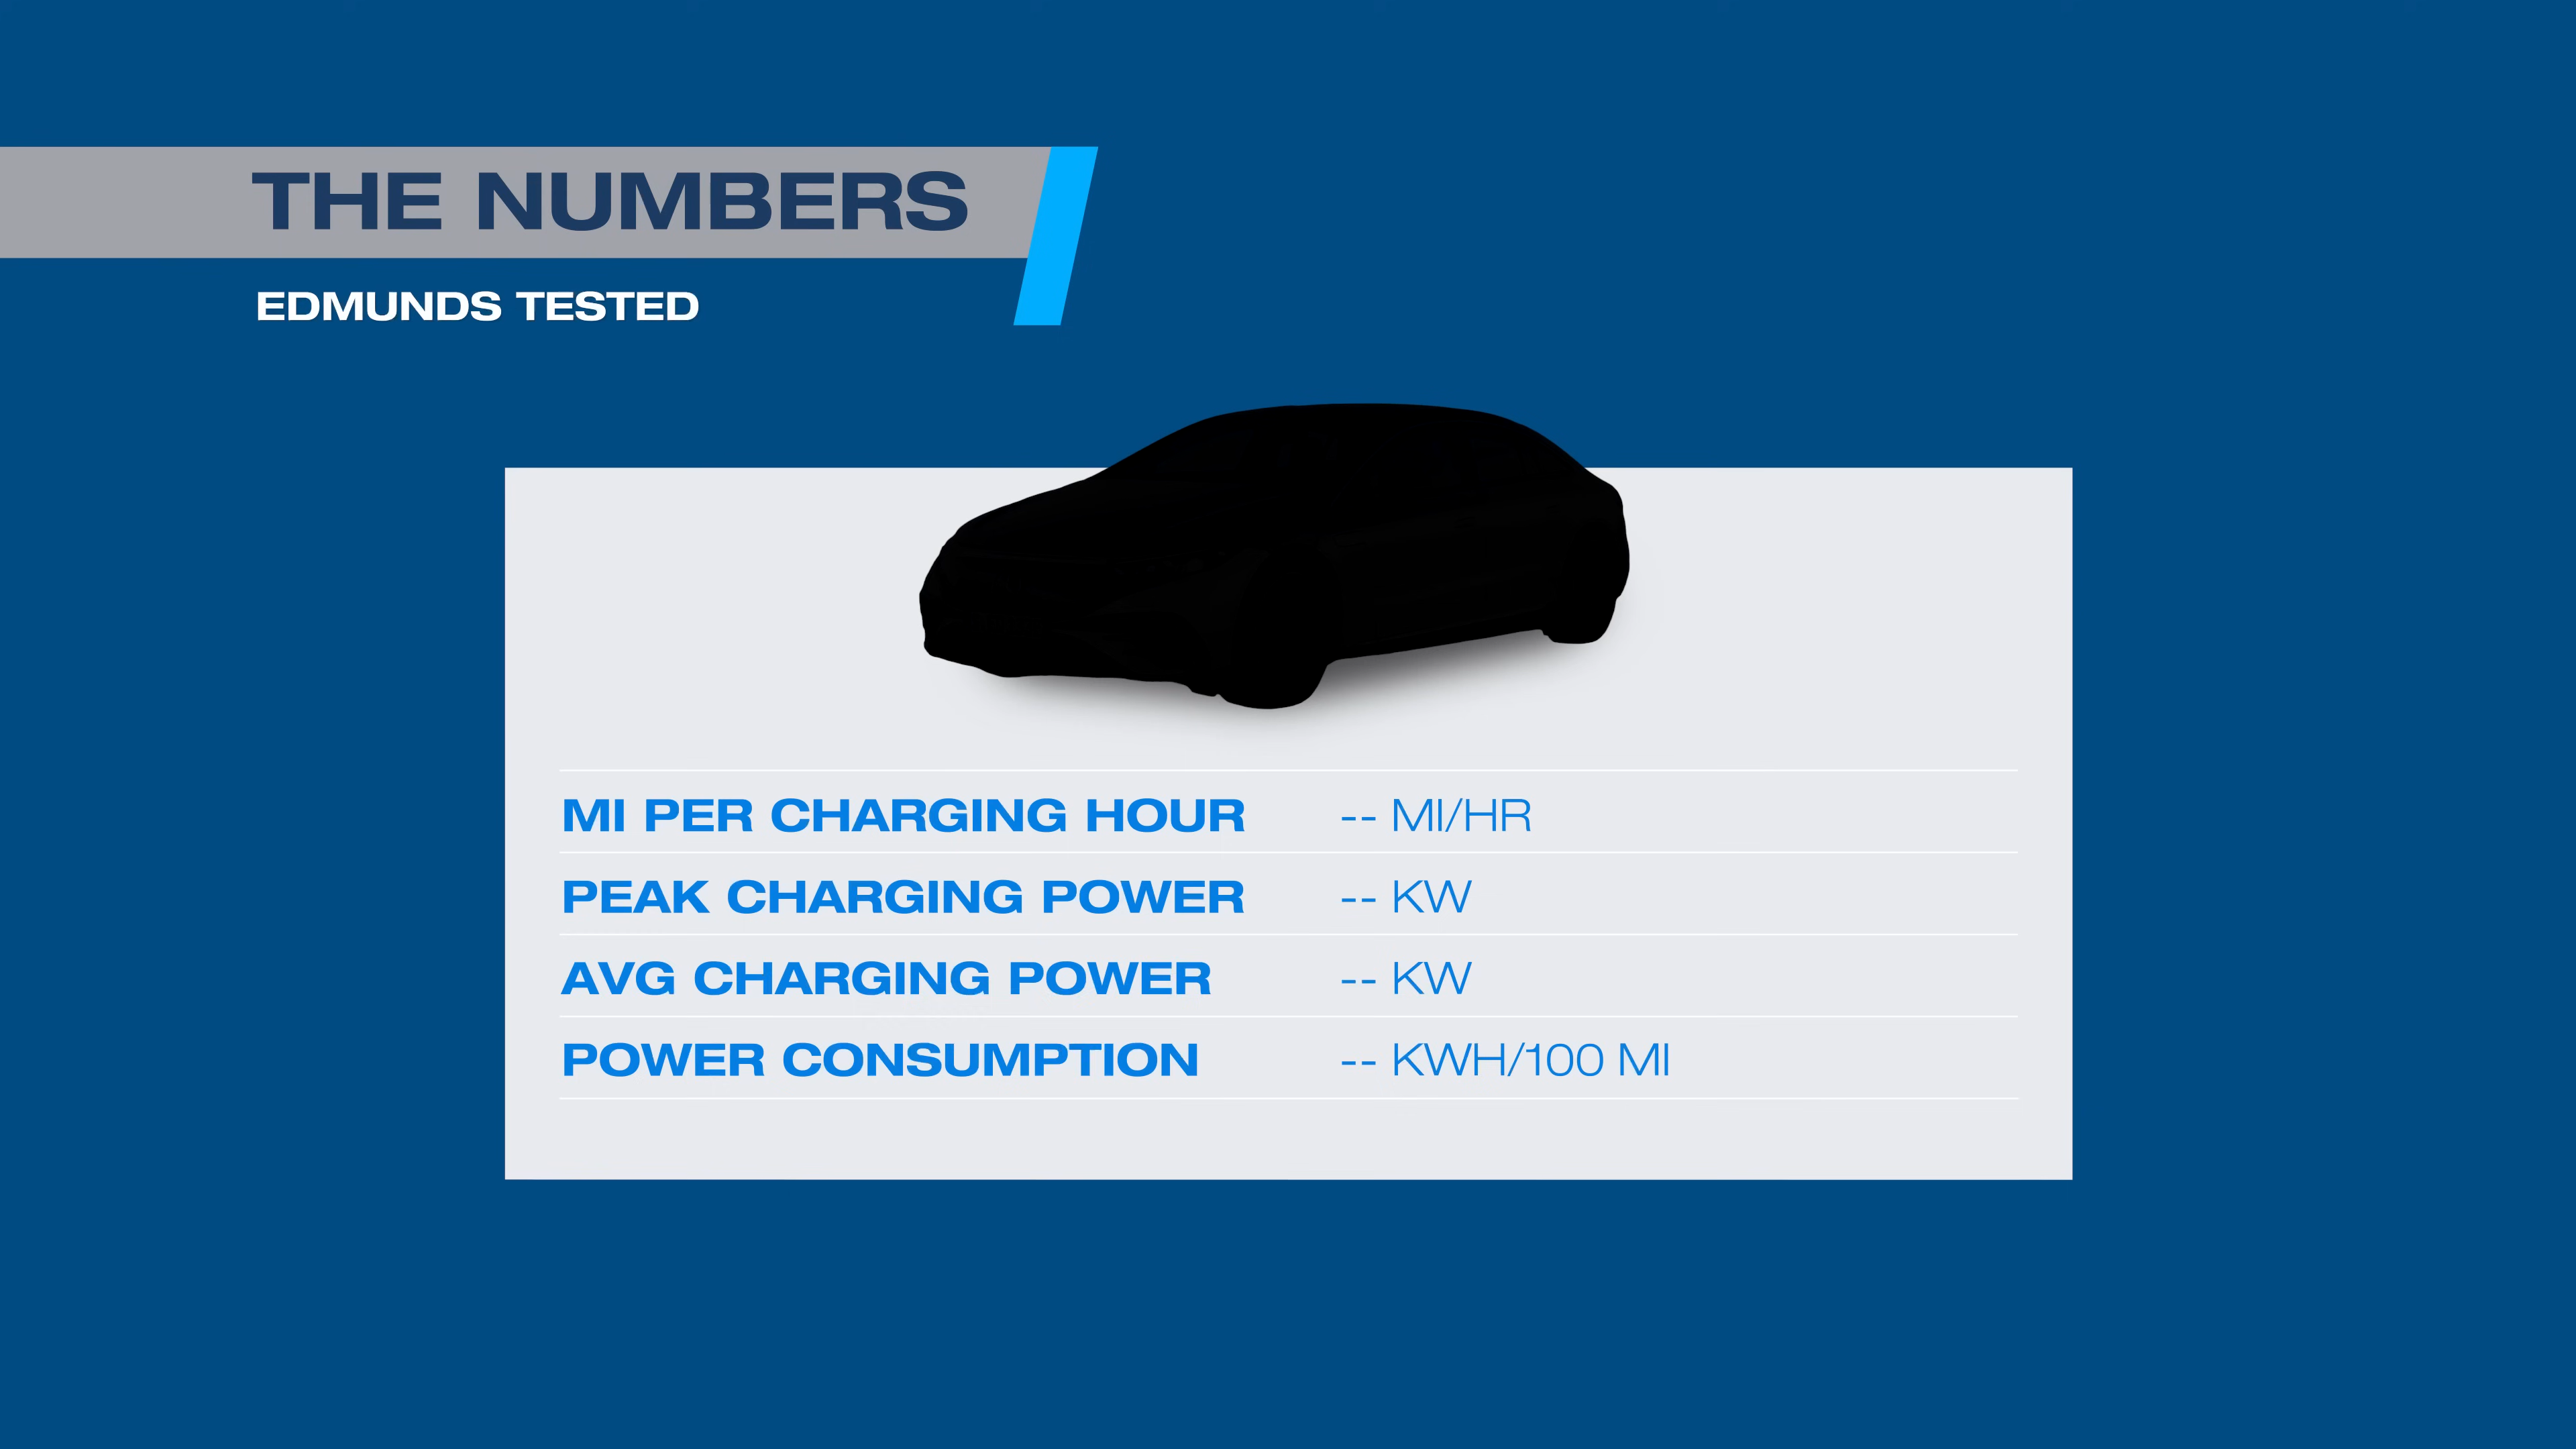 THE NUMBERS
EDMUNDS TESTED
MI PER CHARGING HOUR -- MI/HR
PEAK CHARGING POWER -- KW
AVG CHARGING POWER -- KW
POWER CONSUMPTION -- KWH/100 MI